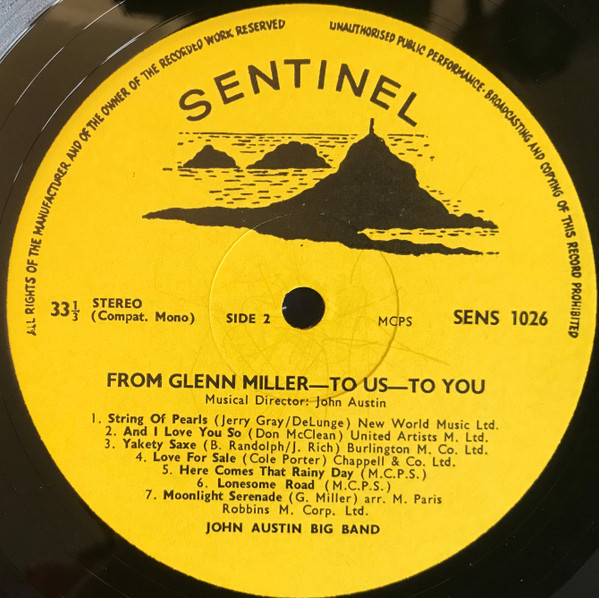 ALL RIGHTS OF THE MANUFACTURER AND OF THE OWNER OF THE RECORDED WORK RESERVED
UNAUTHORISED PUBLIC PERFORMANCE· BROADCASTING AND COPYING OF THIS RECORD PROHIBITED
SENTINEL
33⅓ STEREO
(Compat. Mono)
SIDE 2
MCPS
SENS 1026
FROM GLENN MILLER—TO US—TO YOU
Musical Director: John Austin
1. String Of Pearls (Jerry Gray/DeLunge) New World Music Ltd.
2. And I Love You So (Don McClean) United Artists M. Ltd.
3. Yakety Saxe (B. Randolph/J. Rich) Burlington M. Co. Ltd.
4. Love For Sale (Cole Porter) Chappell & Co. Ltd.
5. Here Comes That Rainy Day (M.C.P.S.)
6. Lonesome Road (M.C.P.S.)
7. Moonlight Serenade (G. Miller) arr. M. Paris
Robbins M. Corp. Ltd.
JOHN AUSTIN BIG BAND